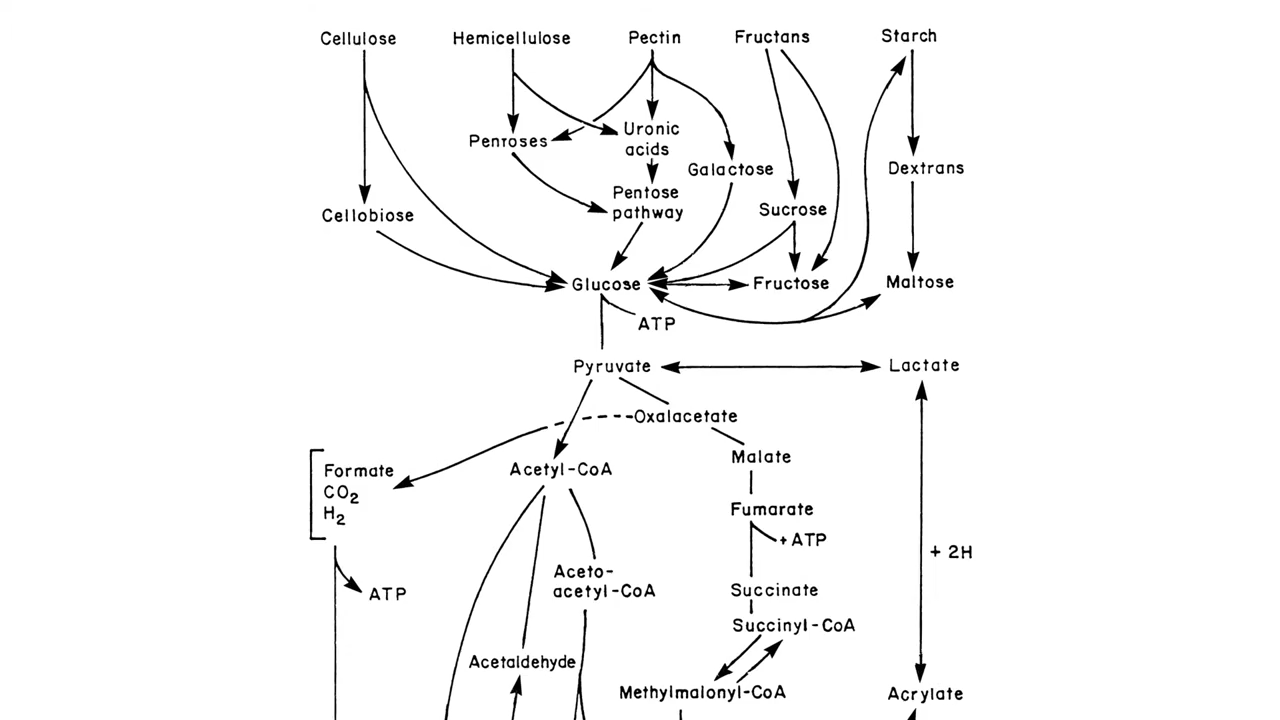 Cellulose
Hemicellulose
Pectin
Fructans
Starch
Penroses
Uronic
acids
Galactose
Dextrans
Pentose
pathway
Cellobiose
Sucrose
Glucose
Fructose
Maltose
ATP
Pyruvate
Lactate
Oxalacetate
Malate
Formate
CO2
H2
Acetyl-CoA
Fumarate
+ATP
+ 2H
ATP
Aceto-
acetyl-CoA
Succinate
Succinyl-CoA
Acetaldehyde
Methylmalonyl-CoA
Acrylate